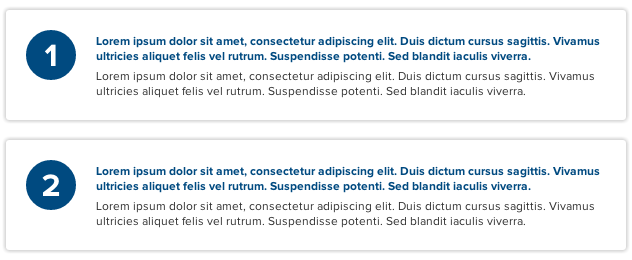 1
Lorem ipsum dolor sit amet, consectetur adipiscing elit. Duis dictum cursus sagittis. Vivamus
ultricies aliquet felis vel rutrum. Suspendisse potenti. Sed blandit iaculis viverra.
Lorem ipsum dolor sit amet, consectetur adipiscing elit. Duis dictum cursus sagittis. Vivamus
ultricies aliquet felis vel rutrum. Suspendisse potenti. Sed blandit iaculis viverra.
2
Lorem ipsum dolor sit amet, consectetur adipiscing elit. Duis dictum cursus sagittis. Vivamus
ultricies aliquet felis vel rutrum. Suspendisse potenti. Sed blandit iaculis viverra.
Lorem ipsum dolor sit amet, consectetur adipiscing elit. Duis dictum cursus sagittis. Vivamus
ultricies aliquet felis vel rutrum. Suspendisse potenti. Sed blandit iaculis viverra.